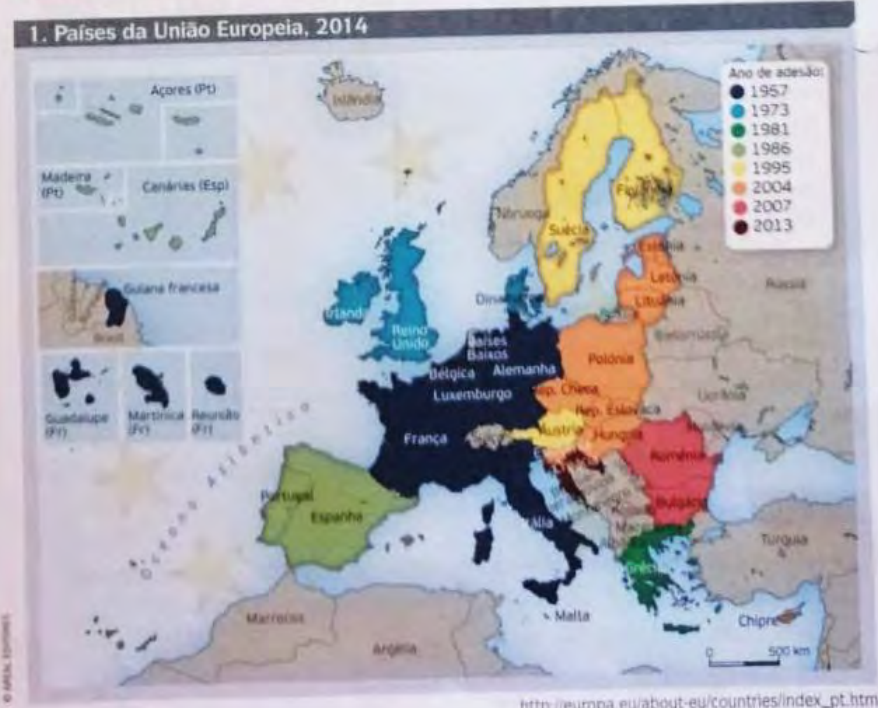 1. Países da União Europeia, 2014
Açores (Pt)
Madeira
(Pt)
Canárias (Esp)
Guiana francesa
Brasil
Guadalupe
(Fr)
Martinica
(Fr)
Reunião
(Fr)
Ano de adesão:
1957
1973
1981
1986
1995
2004
2007
2013
Islândia
Noruega
Suécia
Finlândia
Estónia
Letónia
Lituânia
Rússia
Dinamarca
Irlanda
Reino
Unido
Países
Baixos
Bélgica
Alemanha
Luxemburgo
Polónia
Bielorrússia
Ucrânia
Rep. Checa
Rep. Eslovaca
Áustria
Hungria
Moldávia
França
Roménia
Bulgária
Portugal
Espanha
Itália
Grécia
Turquia
Oceano Atlântico
Marrocos
Argélia
Malta
Chipre
0 500 km
© AREAL EDITORES
http://europa.eu/about-eu/countries/index_pt.htm